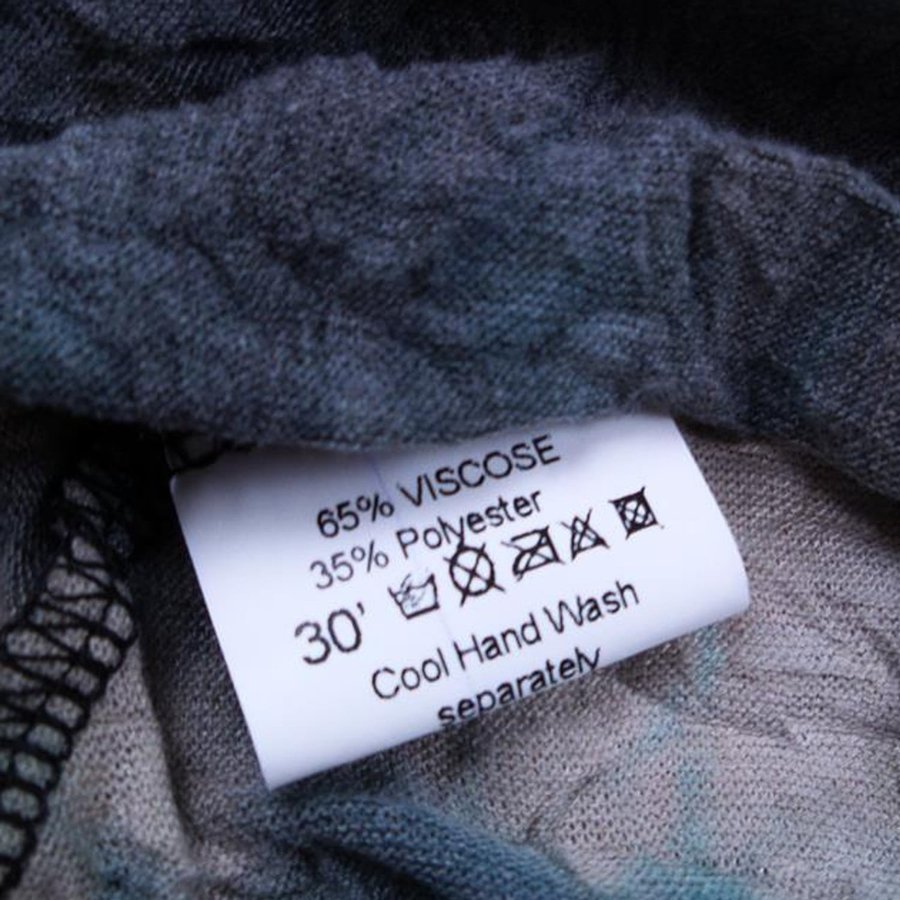 65% VISCOSE
35% Polyester
30'
Cool Hand Wash
separately